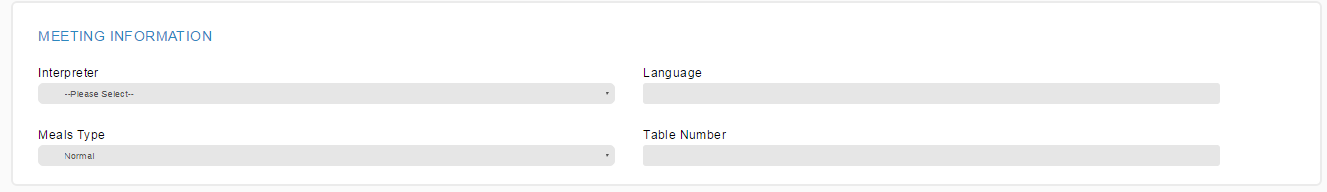 MEETING INFORMATION
Interpreter
Language
--Please Select--
Meals Type
Table Number
Normal